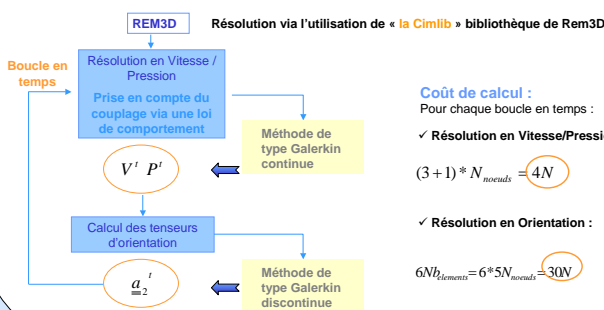 REM3D
Résolution via l'utilisation de « la Cimlib » bibliothèque de Rem3D
Boucle en
temps
Résolution en Vitesse /
Pression
Prise en compte du
couplage via une loi
de comportement
Méthode de
type Galerkin
continue
V^t P^t
Calcul des tenseurs
d'orientation
Méthode de
type Galerkin
discontinue
a_2^t
Coût de calcul :
Pour chaque boucle en temps :
✓ Résolution en Vitesse/Pressi
(3+1)* N_noeuds = 4N
✓ Résolution en Orientation :
6Nb_elements=6*5N_noeuds=30N